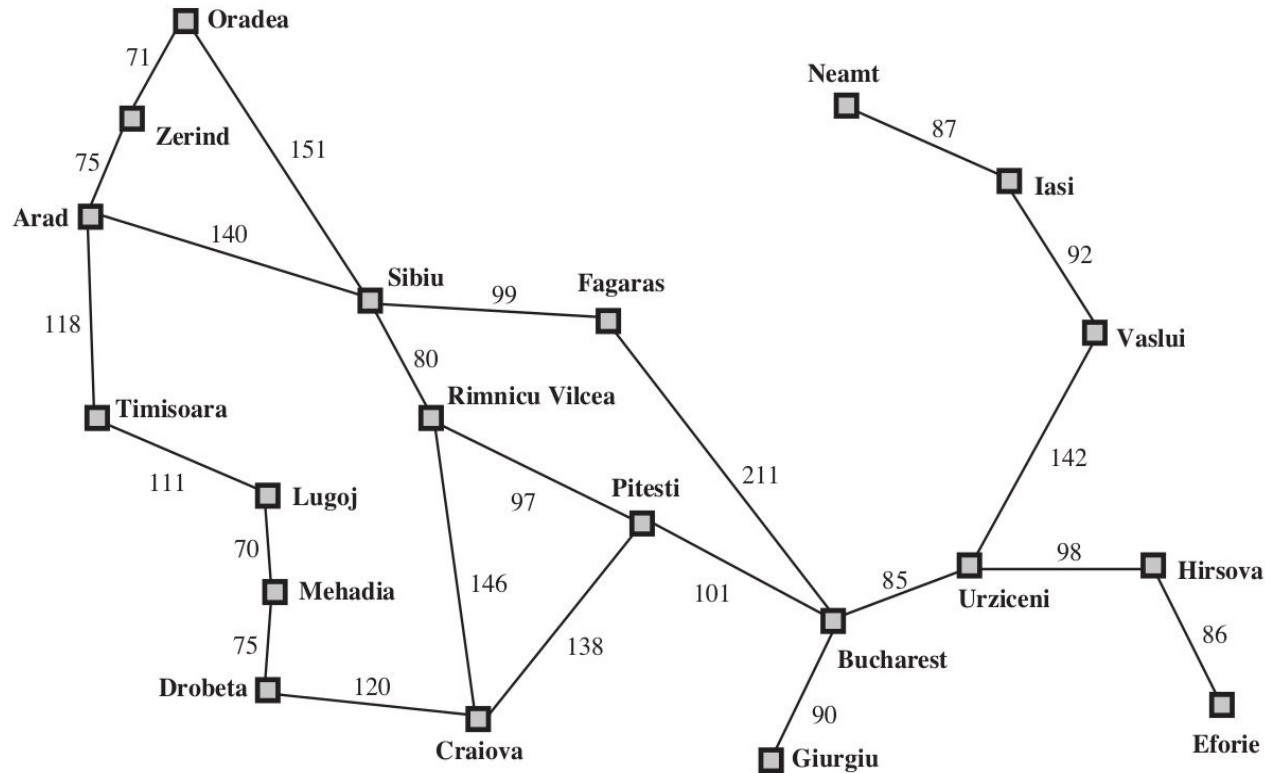 Oradea
71
Neamt
87
Zerind
151
75
Iasi
Arad
140
92
Sibiu
Fagaras
99
118
Vaslui
80
Timisoara
Rimnicu Vilcea
142
111
211
Lugoj
97
Pitesti
70
98
Hirsova
146
101
85
Mehadia
Urziceni
75
138
86
Bucharest
Drobeta
120
90
Craiova
Giurgiu
Eforie